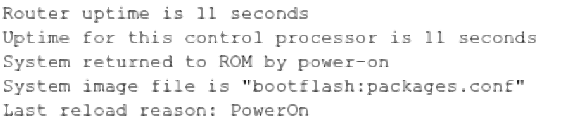 Router uptime is 11 seconds
Uptime for this control processor is 11 seconds
System returned to ROM by power-on
System image file is "bootflash:packages.conf"
Last reload reason: PowerOn